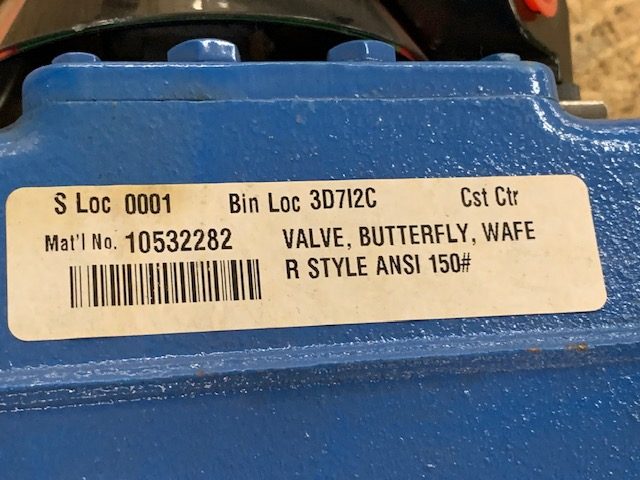 S Loc 0001 Bin Loc 3D7I2C Cst Ctr
Mat'l No. 10532282 VALVE, BUTTERFLY, WAFE
R STYLE ANSI 150#